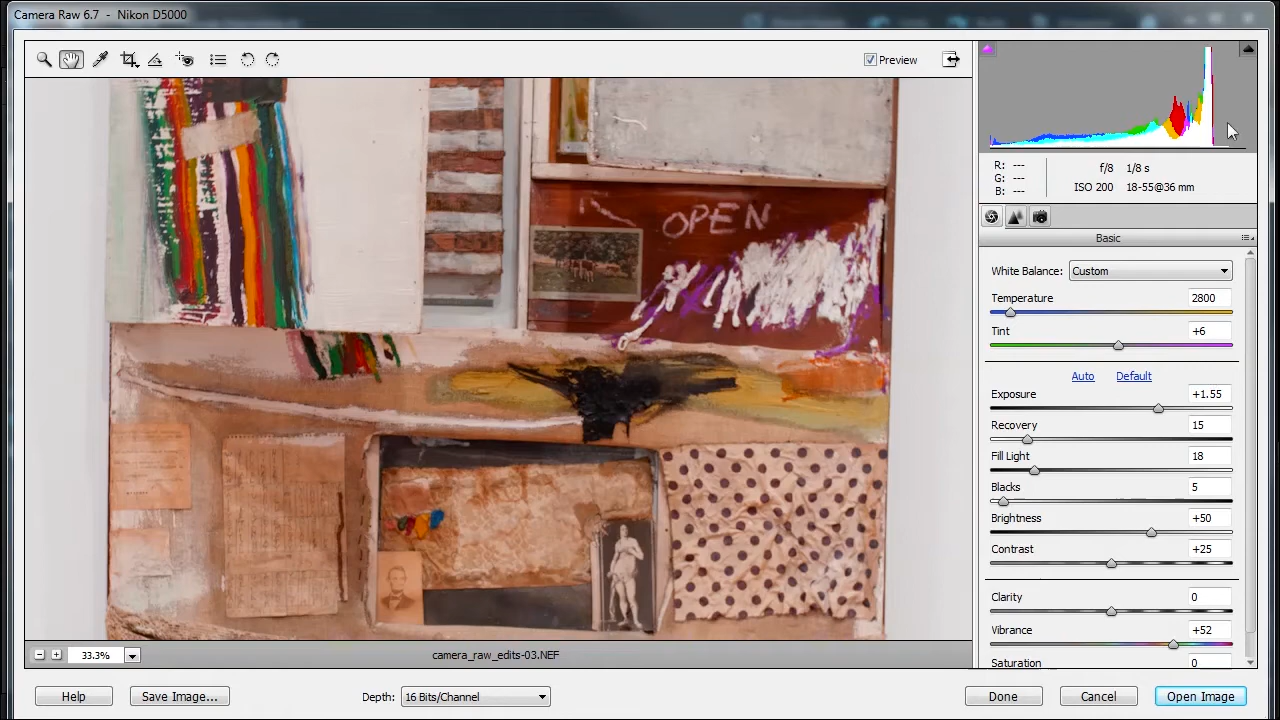 Camera Raw 6.7 - Nikon D5000
Preview
OPEN
R: ---
G: ---
B: ---
f/8 1/8 s
ISO 200 18-55@36 mm
Basic
White Balance: Custom
Temperature 2800
Tint +6
Auto Default
Exposure +1.55
Recovery 15
Fill Light 18
Blacks 5
Brightness +50
Contrast +25
Clarity 0
Vibrance +52
Saturation 0
33.3% camera_raw_edits-03.NEF
Help Save Image... Depth: 16 Bits/Channel Done Cancel Open Image